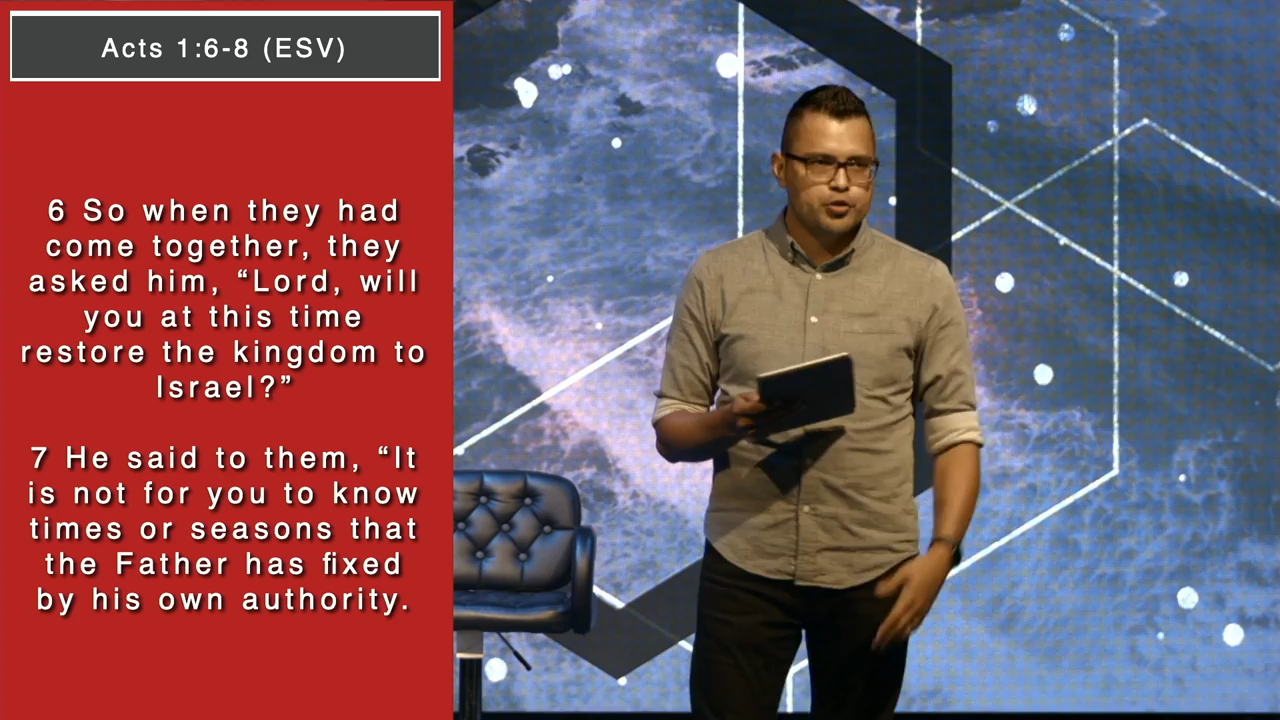 Acts 1:6-8 (ESV)
6 So when they had
come together, they
asked him, “Lord, will
you at this time
restore the kingdom to
Israel?”
7 He said to them, “It
is not for you to know
times or seasons that
the Father has fixed
by his own authority.